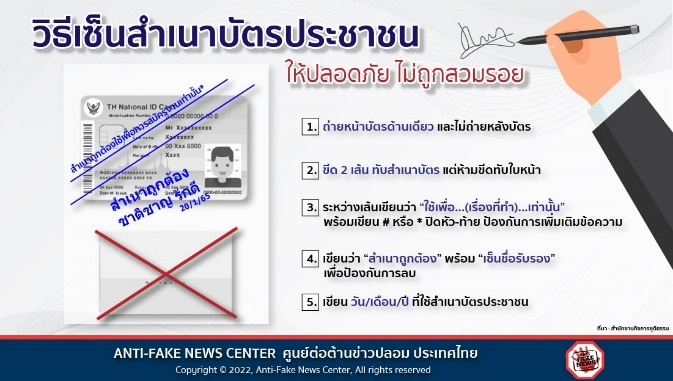 วิธีเซ็นสำเนาบัตรประชาชน
ให้ปลอดภัย ไม่ถูกสวมรอย
TH National ID Card
Identification Number
Mr Xxxxxxxxx
Xxxxxxxxxx
00 Xxx 0000
Xxxx
สำเนาถูกต้องใช้เพื่อการสมัครงานเท่านั้น*
สำเนาถูกต้อง
ชาติชาญ รักดี
20/1/65
1. ถ่ายหน้าบัตรด้านเดียว และไม่ถ่ายหลังบัตร
2. ขีด 2 เส้น ทับสำเนาบัตร แต่ห้ามขีดทับใบหน้า
3. ระหว่างเส้นเขียนว่า “ใช้เพื่อ...(เรื่องที่ทำ)...เท่านั้น”
พร้อมเขียน # หรือ * ปิดหัว-ท้าย ป้องกันการเพิ่มเติมข้อความ
4. เขียนว่า “สำเนาถูกต้อง” พร้อม “เซ็นชื่อรับรอง”
เพื่อป้องกันการลบ
5. เขียน วัน/เดือน/ปี ที่ใช้สำเนาบัตรประชาชน
ที่มา : สำนักงานกิจการยุติธรรม
ANTI-FAKE NEWS CENTER ศูนย์ต่อต้านข่าวปลอม ประเทศไทย
Copyright © 2022, Anti-Fake News Center, All rights reserved